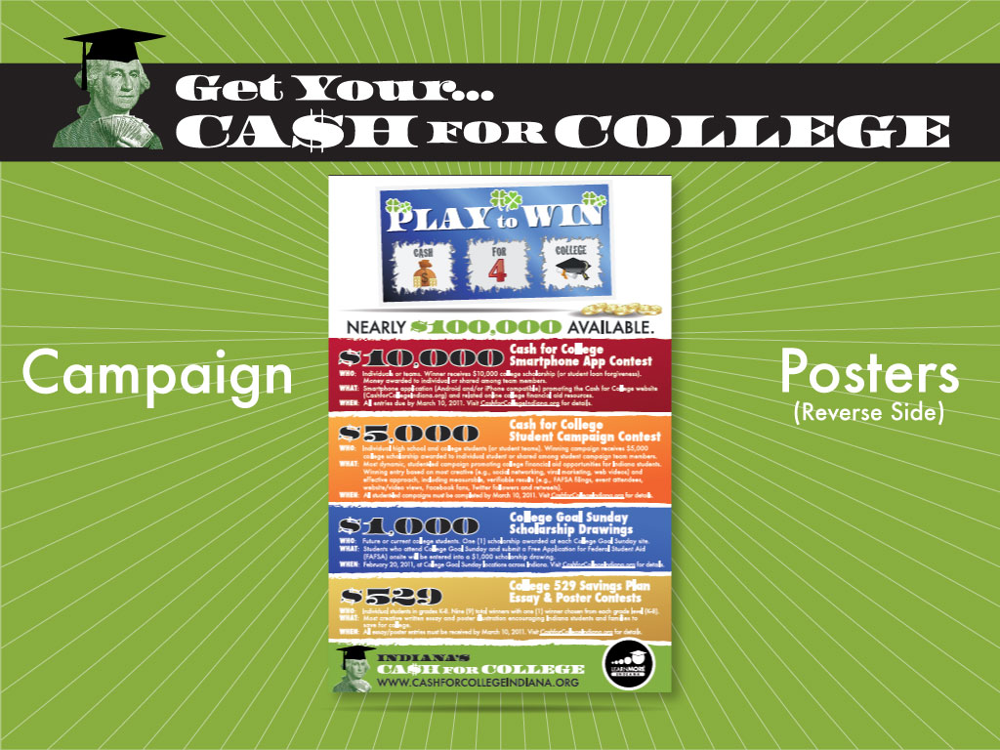 Get Your...
CA$H FOR COLLEGE
PLAY to WIN
CASH FOR COLLEGE
4
NEARLY $100,000 AVAILABLE.
Campaign
Posters
(Reverse Side)
$10,000 Cash for College
Smartphone App Contest
WHO: Individuals or teams. Winner receives $10,000 college scholarship (or student loan forgiveness).
Money awarded to individual or shared among team members.
WHAT: Smartphone application (Android and/or iPhone compatible) promoting the Cash for College website
(CashforCollegeIndiana.org) and related online college financial aid resources.
WHEN: All entries due by March 10, 2011. Visit CashforCollegeIndiana.org for details.
$5,000 Cash for College
Student Campaign Contest
WHO: Individual high school and college students (or student teams). Winning campaign receives $5,000
college scholarship awarded to individual student or shared among student campaign team members.
WHAT: Most dynamic, student-led campaign promoting college financial aid opportunities for Indiana students.
Winning entry based on most creative (e.g., social networking, viral marketing, web videos) and
effective approach, including measurable, verifiable results (e.g., FAFSA filings, event attendees,
website/video views, Facebook fans, Twitter followers and retweets).
WHEN: All student-led campaigns must be completed by March 10, 2011. Visit CashforCollegeIndiana.org for details.
$1,000 College Goal Sunday
Scholarship Drawings
WHO: Future or current college students. One (1) scholarship awarded at each College Goal Sunday site.
WHAT: Students who attend College Goal Sunday and submit a Free Application for Federal Student Aid
(FAFSA) onsite will be entered into a $1,000 scholarship drawing.
WHEN: February 20, 2011, at College Goal Sunday locations across Indiana. Visit CashforCollegeIndiana.org for details.
$529 College 529 Savings Plan
Essay & Poster Contests
WHO: Individual students in grades K-8. Nine (9) total winners with one (1) winner chosen from each grade level (K-8).
WHAT: Most creative written essay and poster illustration encouraging Indiana students and families to
save for college.
WHEN: All essay/poster entries must be received by March 10, 2011. Visit CashforCollegeIndiana.org for details.
INDIANA'S
CA$H FOR COLLEGE
WWW.CASHFORCOLLEGEINDIANA.ORG
LEARNMORE
INDIANA